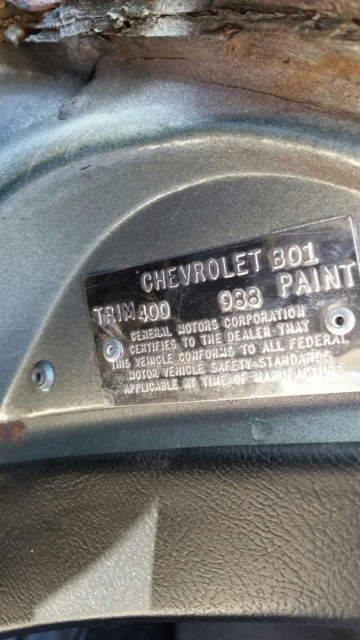 CHEVROLET B01
TRIM 400 988 PAINT
GENERAL MOTORS CORPORATION
CERTIFIES TO THE DEALER THAT
THIS VEHICLE CONFORMS TO ALL FEDERAL
MOTOR VEHICLE SAFETY STANDARDS
APPLICABLE AT TIME OF MANUFACTURE